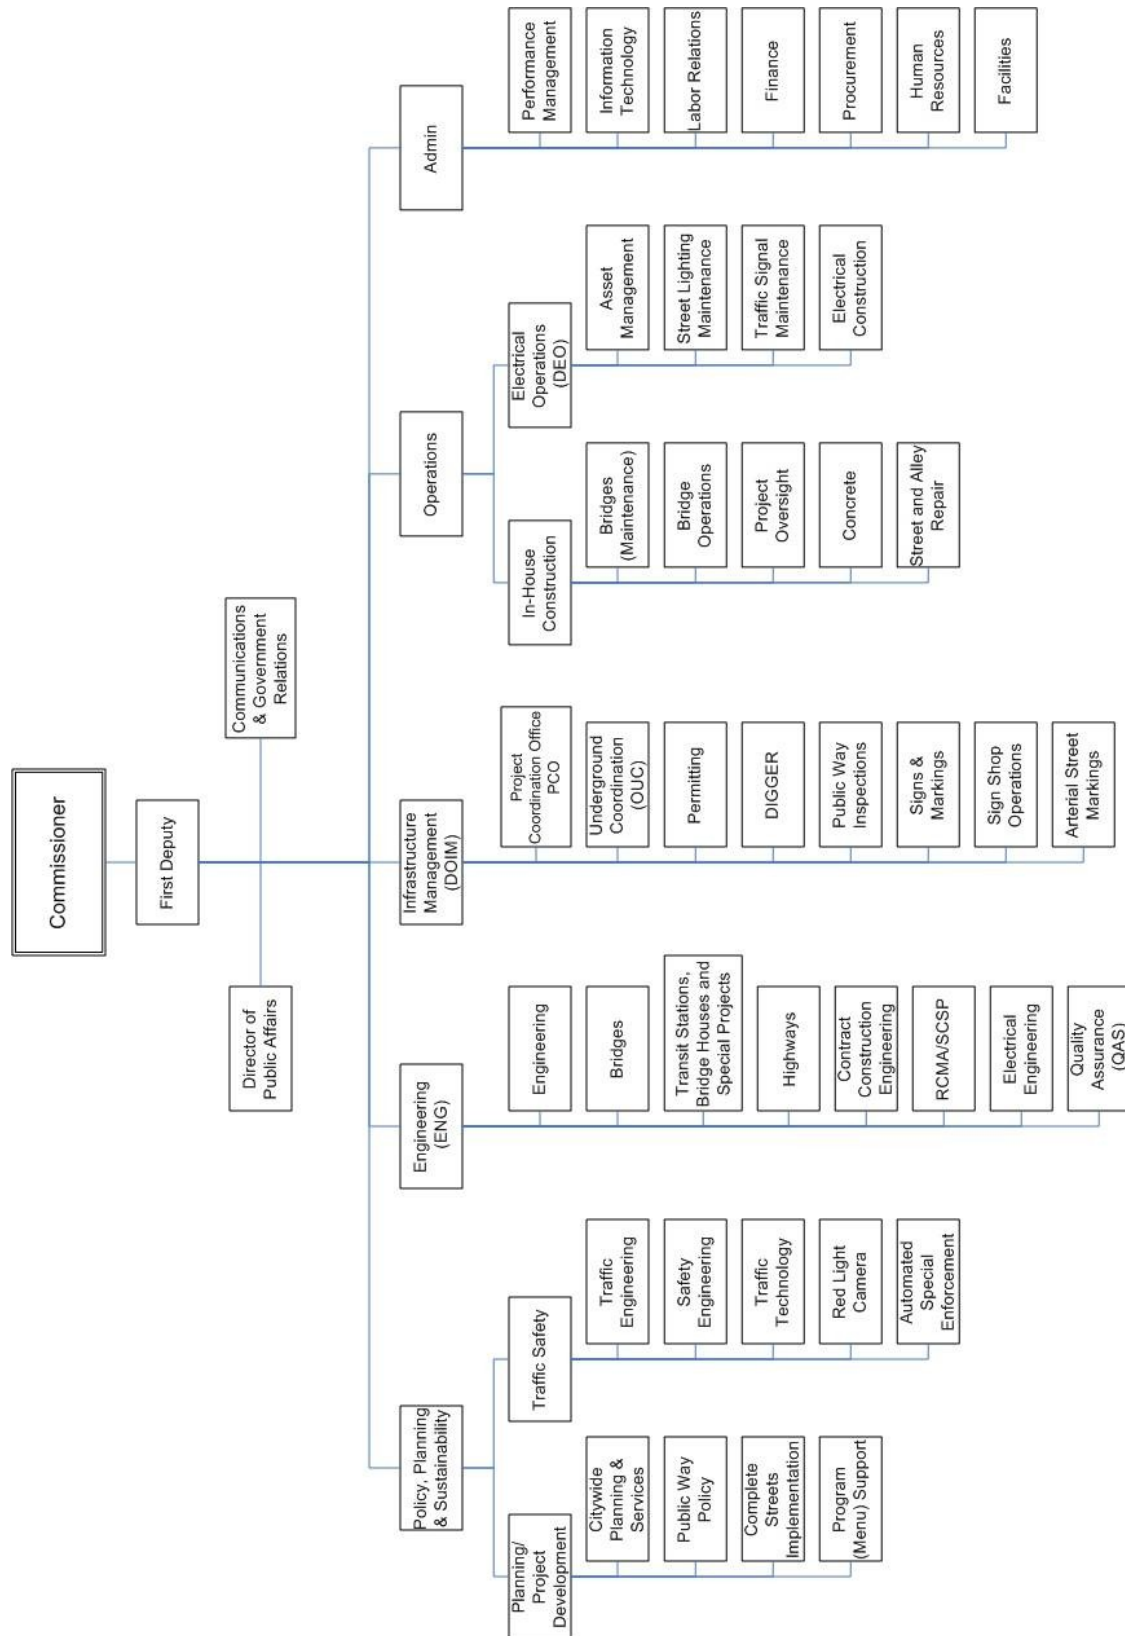 Commissioner
First Deputy
Director of
Public Affairs
Communications
& Government
Relations
Policy, Planning
& Sustainability
Engineering
(ENG)
Infrastructure
Management
(DOIM)
Operations
Admin
Planning/
Project
Development
Citywide
Planning &
Services
Public Way
Policy
Complete
Streets
Implementation
Program
(Menu) Support
Traffic Safety
Traffic
Engineering
Safety
Engineering
Traffic
Technology
Red Light
Camera
Automated
Special
Enforcement
Engineering
Bridges
Transit Stations,
Bridge Houses and
Special Projects
Highways
Contract
Construction
Engineering
RCMA/SCSP
Electrical
Engineering
Quality
Assurance
(QAS)
Project
Coordination Office
PCO
Underground
Coordination
(OUC)
Permitting
DIGGER
Public Way
Inspections
Signs &
Markings
Sign Shop
Operations
Arterial Street
Markings
In-House
Construction
Bridges
(Maintenance)
Bridge
Operations
Project
Oversight
Concrete
Street and Alley
Repair
Electrical
Operations
(DEO)
Asset
Management
Street Lighting
Maintenance
Traffic Signal
Maintenance
Electrical
Construction
Performance
Management
Information
Technology
Labor Relations
Finance
Procurement
Human
Resources
Facilities